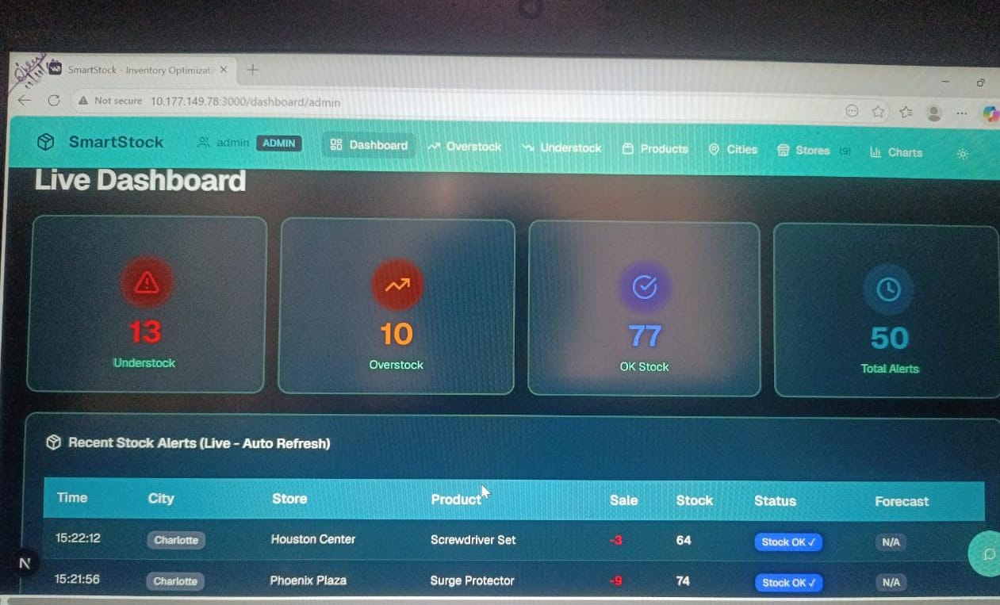 SmartStock - Inventory Optimizati
Not secure 10.177.149.78:3000/dashboard/admin
SmartStock admin ADMIN Dashboard Overstock Understock Products Cities Stores (9) Charts
Live Dashboard
13 10 77 50
Understock Overstock OK Stock Total Alerts
Recent Stock Alerts (Live - Auto Refresh)
Time City Store Product Sale Stock Status Forecast
15:22:12 Charlotte Houston Center Screwdriver Set -3 64 Stock OK ✓ N/A
15:21:56 Charlotte Phoenix Plaza Surge Protector -9 74 Stock OK ✓ N/A
N